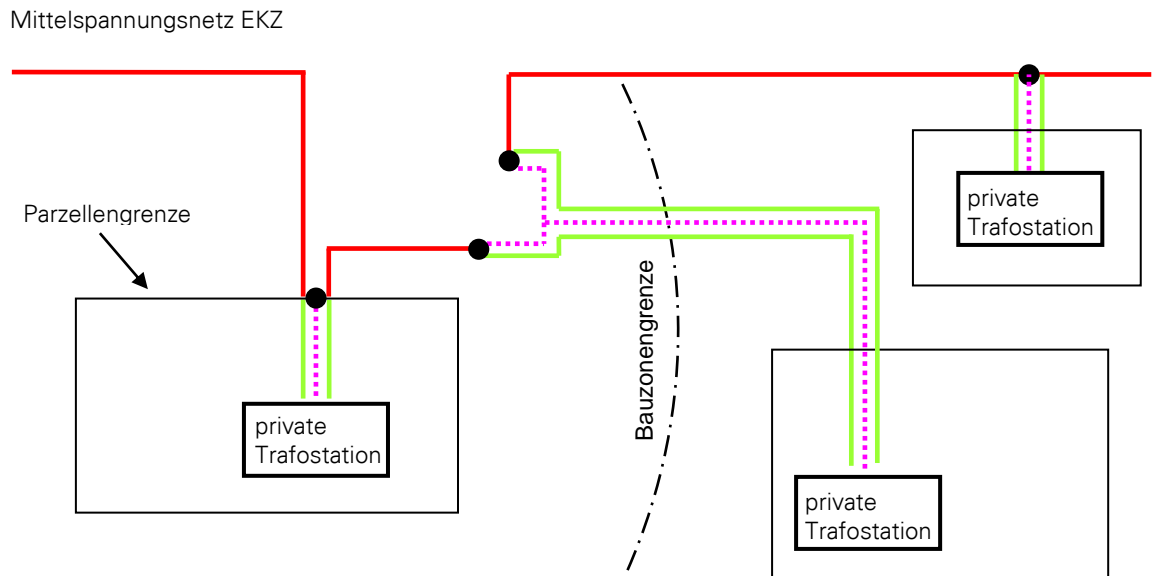 Mittelspannungsnetz EKZ
Parzellengrenze
private
Trafostation
private
Trafostation
Bauzonengrenze
private
Trafostation